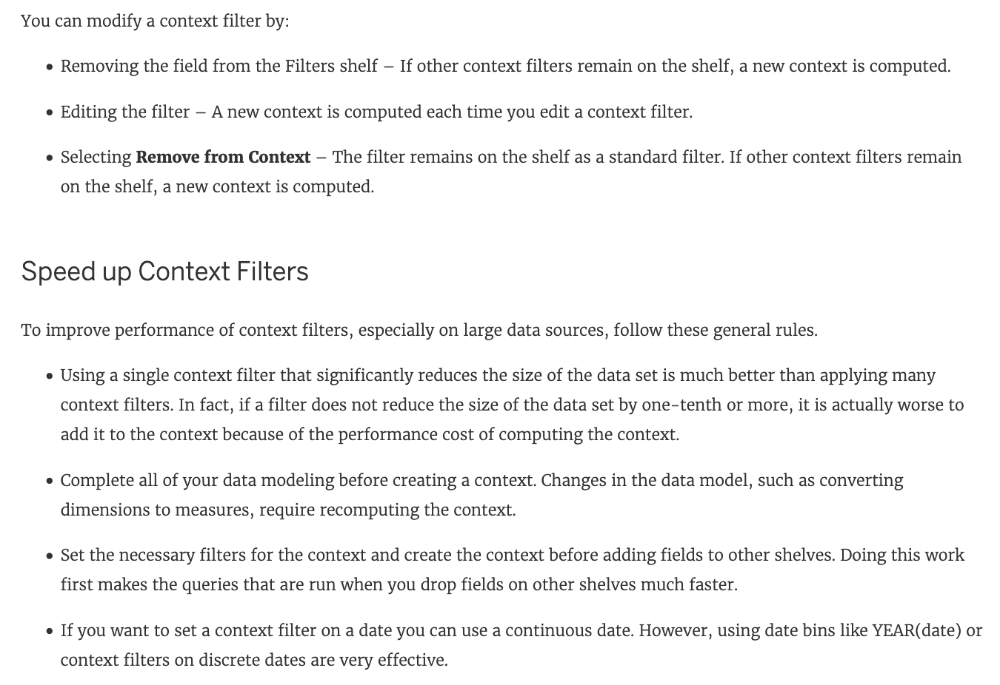 You can modify a context filter by:
• Removing the field from the Filters shelf – If other context filters remain on the shelf, a new context is computed.
• Editing the filter – A new context is computed each time you edit a context filter.
• Selecting Remove from Context – The filter remains on the shelf as a standard filter. If other context filters remain
on the shelf, a new context is computed.
Speed up Context Filters
To improve performance of context filters, especially on large data sources, follow these general rules.
• Using a single context filter that significantly reduces the size of the data set is much better than applying many
context filters. In fact, if a filter does not reduce the size of the data set by one-tenth or more, it is actually worse to
add it to the context because of the performance cost of computing the context.
• Complete all of your data modeling before creating a context. Changes in the data model, such as converting
dimensions to measures, require recomputing the context.
• Set the necessary filters for the context and create the context before adding fields to other shelves. Doing this work
first makes the queries that are run when you drop fields on other shelves much faster.
• If you want to set a context filter on a date you can use a continuous date. However, using date bins like YEAR(date) or
context filters on discrete dates are very effective.